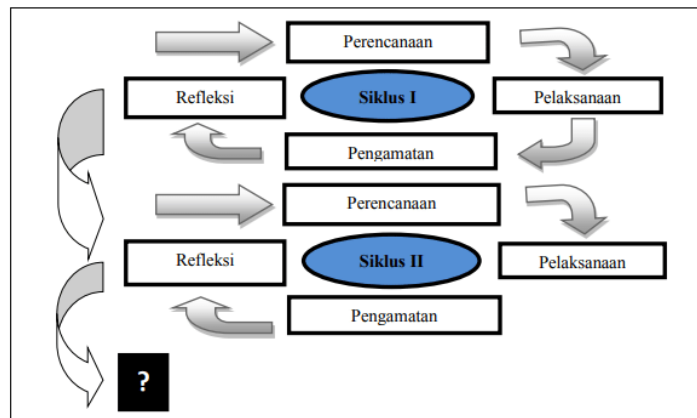 Perencanaan
Refleksi
Siklus I
Pelaksanaan
Pengamatan
Perencanaan
Refleksi
Siklus II
Pelaksanaan
Pengamatan
?